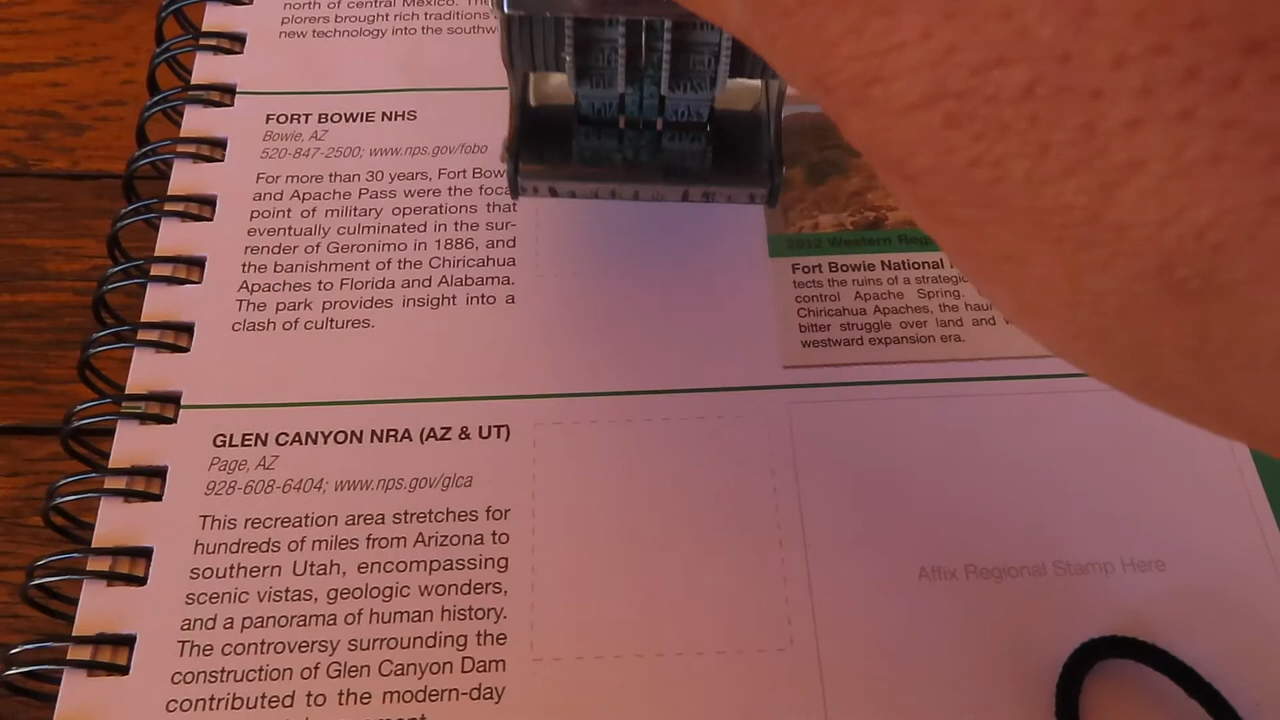 north of central Mexico. The
plorers brought rich traditions
new technology into the southw
FORT BOWIE NHS
Bowie, AZ
520-847-2500; www.nps.gov/fobo
For more than 30 years, Fort Bow
and Apache Pass were the foca
point of military operations that
eventually culminated in the sur-
render of Geronimo in 1886, and
the banishment of the Chiricahua
Apaches to Florida and Alabama.
The park provides insight into a
clash of cultures.
2012 Western Reg
Fort Bowie National
tects the ruins of a strategic
control Apache Spring.
Chiricahua Apaches, the
bitter struggle over land and
westward expansion era.
GLEN CANYON NRA (AZ & UT)
Page, AZ
928-608-6404; www.nps.gov/glca
This recreation area stretches for
hundreds of miles from Arizona to
southern Utah, encompassing
scenic vistas, geologic wonders,
and a panorama of human history.
The controversy surrounding the
construction of Glen Canyon Dam
contributed to the modern-day
Affix Regional Stamp Here